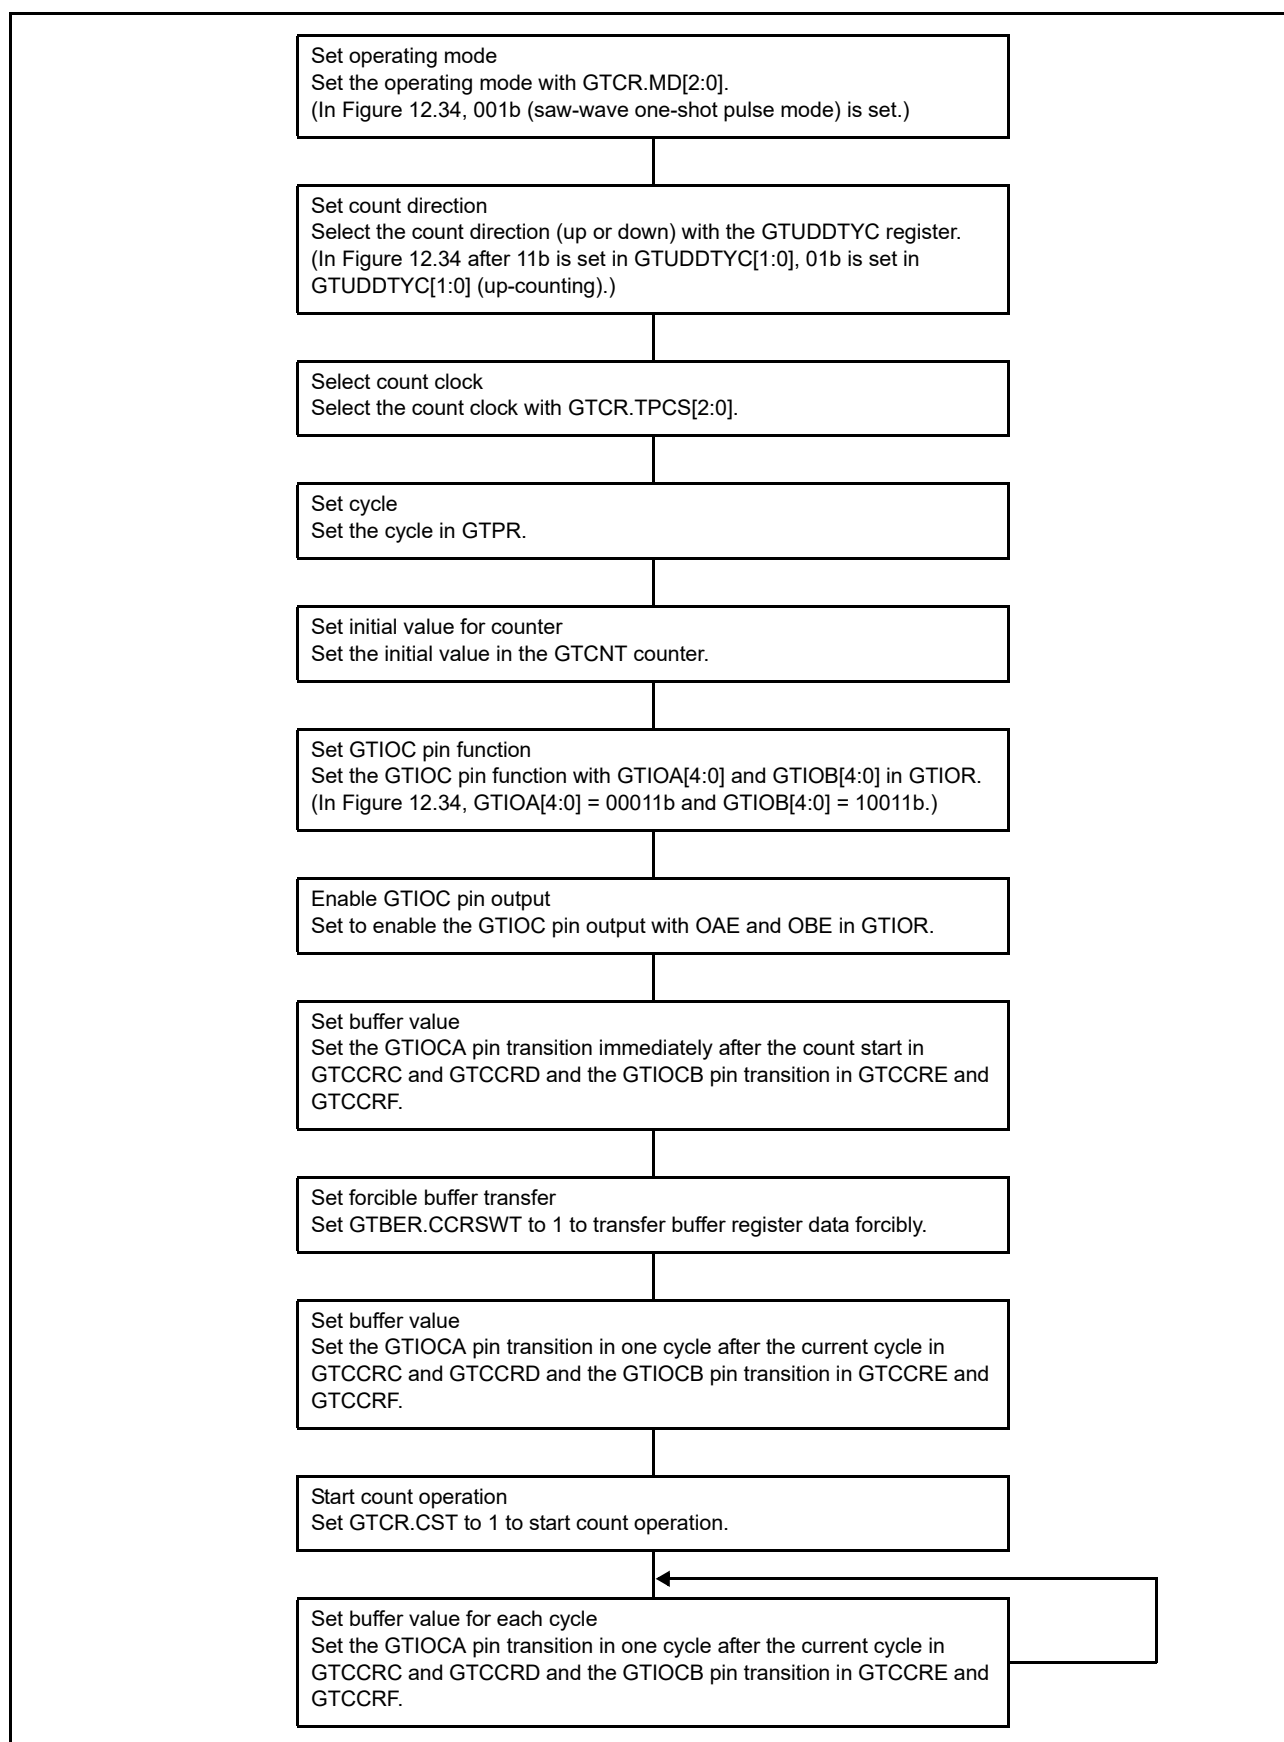 Set operating mode
Set the operating mode with GTCR.MD[2:0].
(In Figure 12.34, 001b (saw-wave one-shot pulse mode) is set.)
Set count direction
Select the count direction (up or down) with the GTUDDTYC register.
(In Figure 12.34 after 11b is set in GTUDDTYC[1:0], 01b is set in
GTUDDTYC[1:0] (up-counting).)
Select count clock
Select the count clock with GTCR.TPCS[2:0].
Set cycle
Set the cycle in GTPR.
Set initial value for counter
Set the initial value in the GTCNT counter.
Set GTIOC pin function
Set the GTIOC pin function with GTIOA[4:0] and GTIOB[4:0] in GTIOR.
(In Figure 12.34, GTIOA[4:0] = 00011b and GTIOB[4:0] = 10011b.)
Enable GTIOC pin output
Set to enable the GTIOC pin output with OAE and OBE in GTIOR.
Set buffer value
Set the GTIOCA pin transition immediately after the count start in
GTCCRC and GTCCRD and the GTIOCB pin transition in GTCCRE and
GTCCRF.
Set forcible buffer transfer
Set GTBER.CCRSWT to 1 to transfer buffer register data forcibly.
Set buffer value
Set the GTIOCA pin transition in one cycle after the current cycle in
GTCCRC and GTCCRD and the GTIOCB pin transition in GTCCRE and
GTCCRF.
Start count operation
Set GTCR.CST to 1 to start count operation.
Set buffer value for each cycle
Set the GTIOCA pin transition in one cycle after the current cycle in
GTCCRC and GTCCRD and the GTIOCB pin transition in GTCCRE and
GTCCRF.